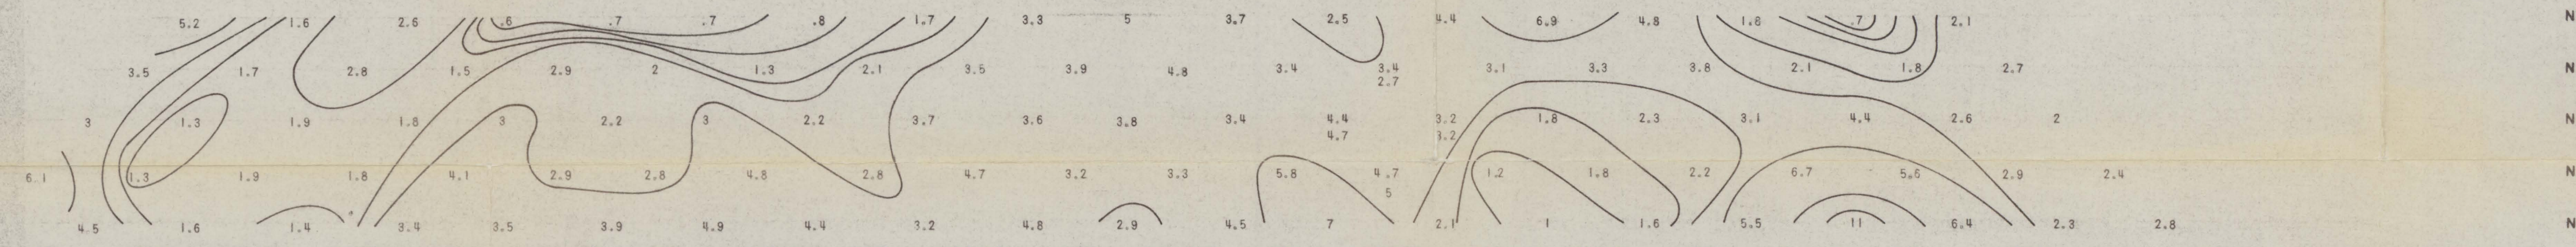 5.2 1.6 2.6 .6 .7 .7 .8 1.7 3.3 5 3.7 2.5 4.4 6.9 4.8 1.8 .7 2.1 N
3.5 1.7 2.8 1.5 2.9 2 1.3 2.1 3.5 3.9 4.8 3.4 3.4 3.1 3.3 3.8 2.1 1.8 2.7 N
2.7
3 1.3 1.9 1.8 3 2.2 3 2.2 3.7 3.6 3.8 3.4 4.4 3.2 1.8 2.3 3.1 4.4 2.6 2 N
4.7 3.2
6.1 1.3 1.9 1.8 4.1 2.9 2.8 4.8 2.8 4.7 3.2 3.3 5.8 4.7 1.2 1.8 2.2 6.7 5.6 2.9 2.4 N
5
4.5 1.6 1.4 3.4 3.5 3.9 4.9 4.4 3.2 4.8 2.9 4.5 7 2.1 1 1.6 5.5 11 6.4 2.3 2.8 N